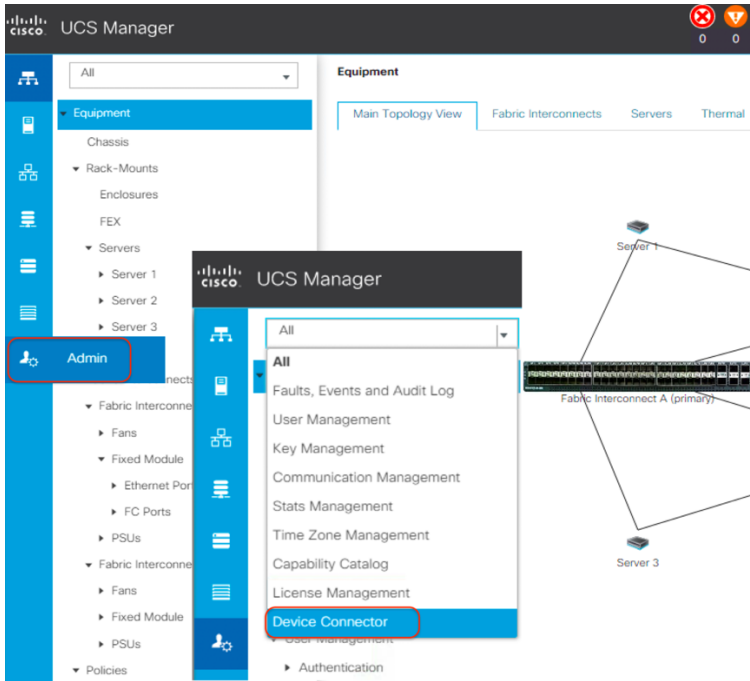 cisco
UCS Manager
0
0
All
Equipment
Chassis
Rack-Mounts
Enclosures
FEX
Servers
Server 1
Server 2
Server 3
Admin
nects
Fabric Interconne
Fans
Fixed Module
Ethernet Por
FC Ports
PSUs
Fabric Interconne
Fans
Fixed Module
PSUs
Policies
Equipment
Main Topology View
Fabric Interconnects
Servers
Thermal
Server 1
Fabric Interconnect A (primary)
Server 3
cisco
UCS Manager
All
All
Faults, Events and Audit Log
User Management
Key Management
Communication Management
Stats Management
Time Zone Management
Capability Catalog
License Management
Device Connector
User Management
Authentication